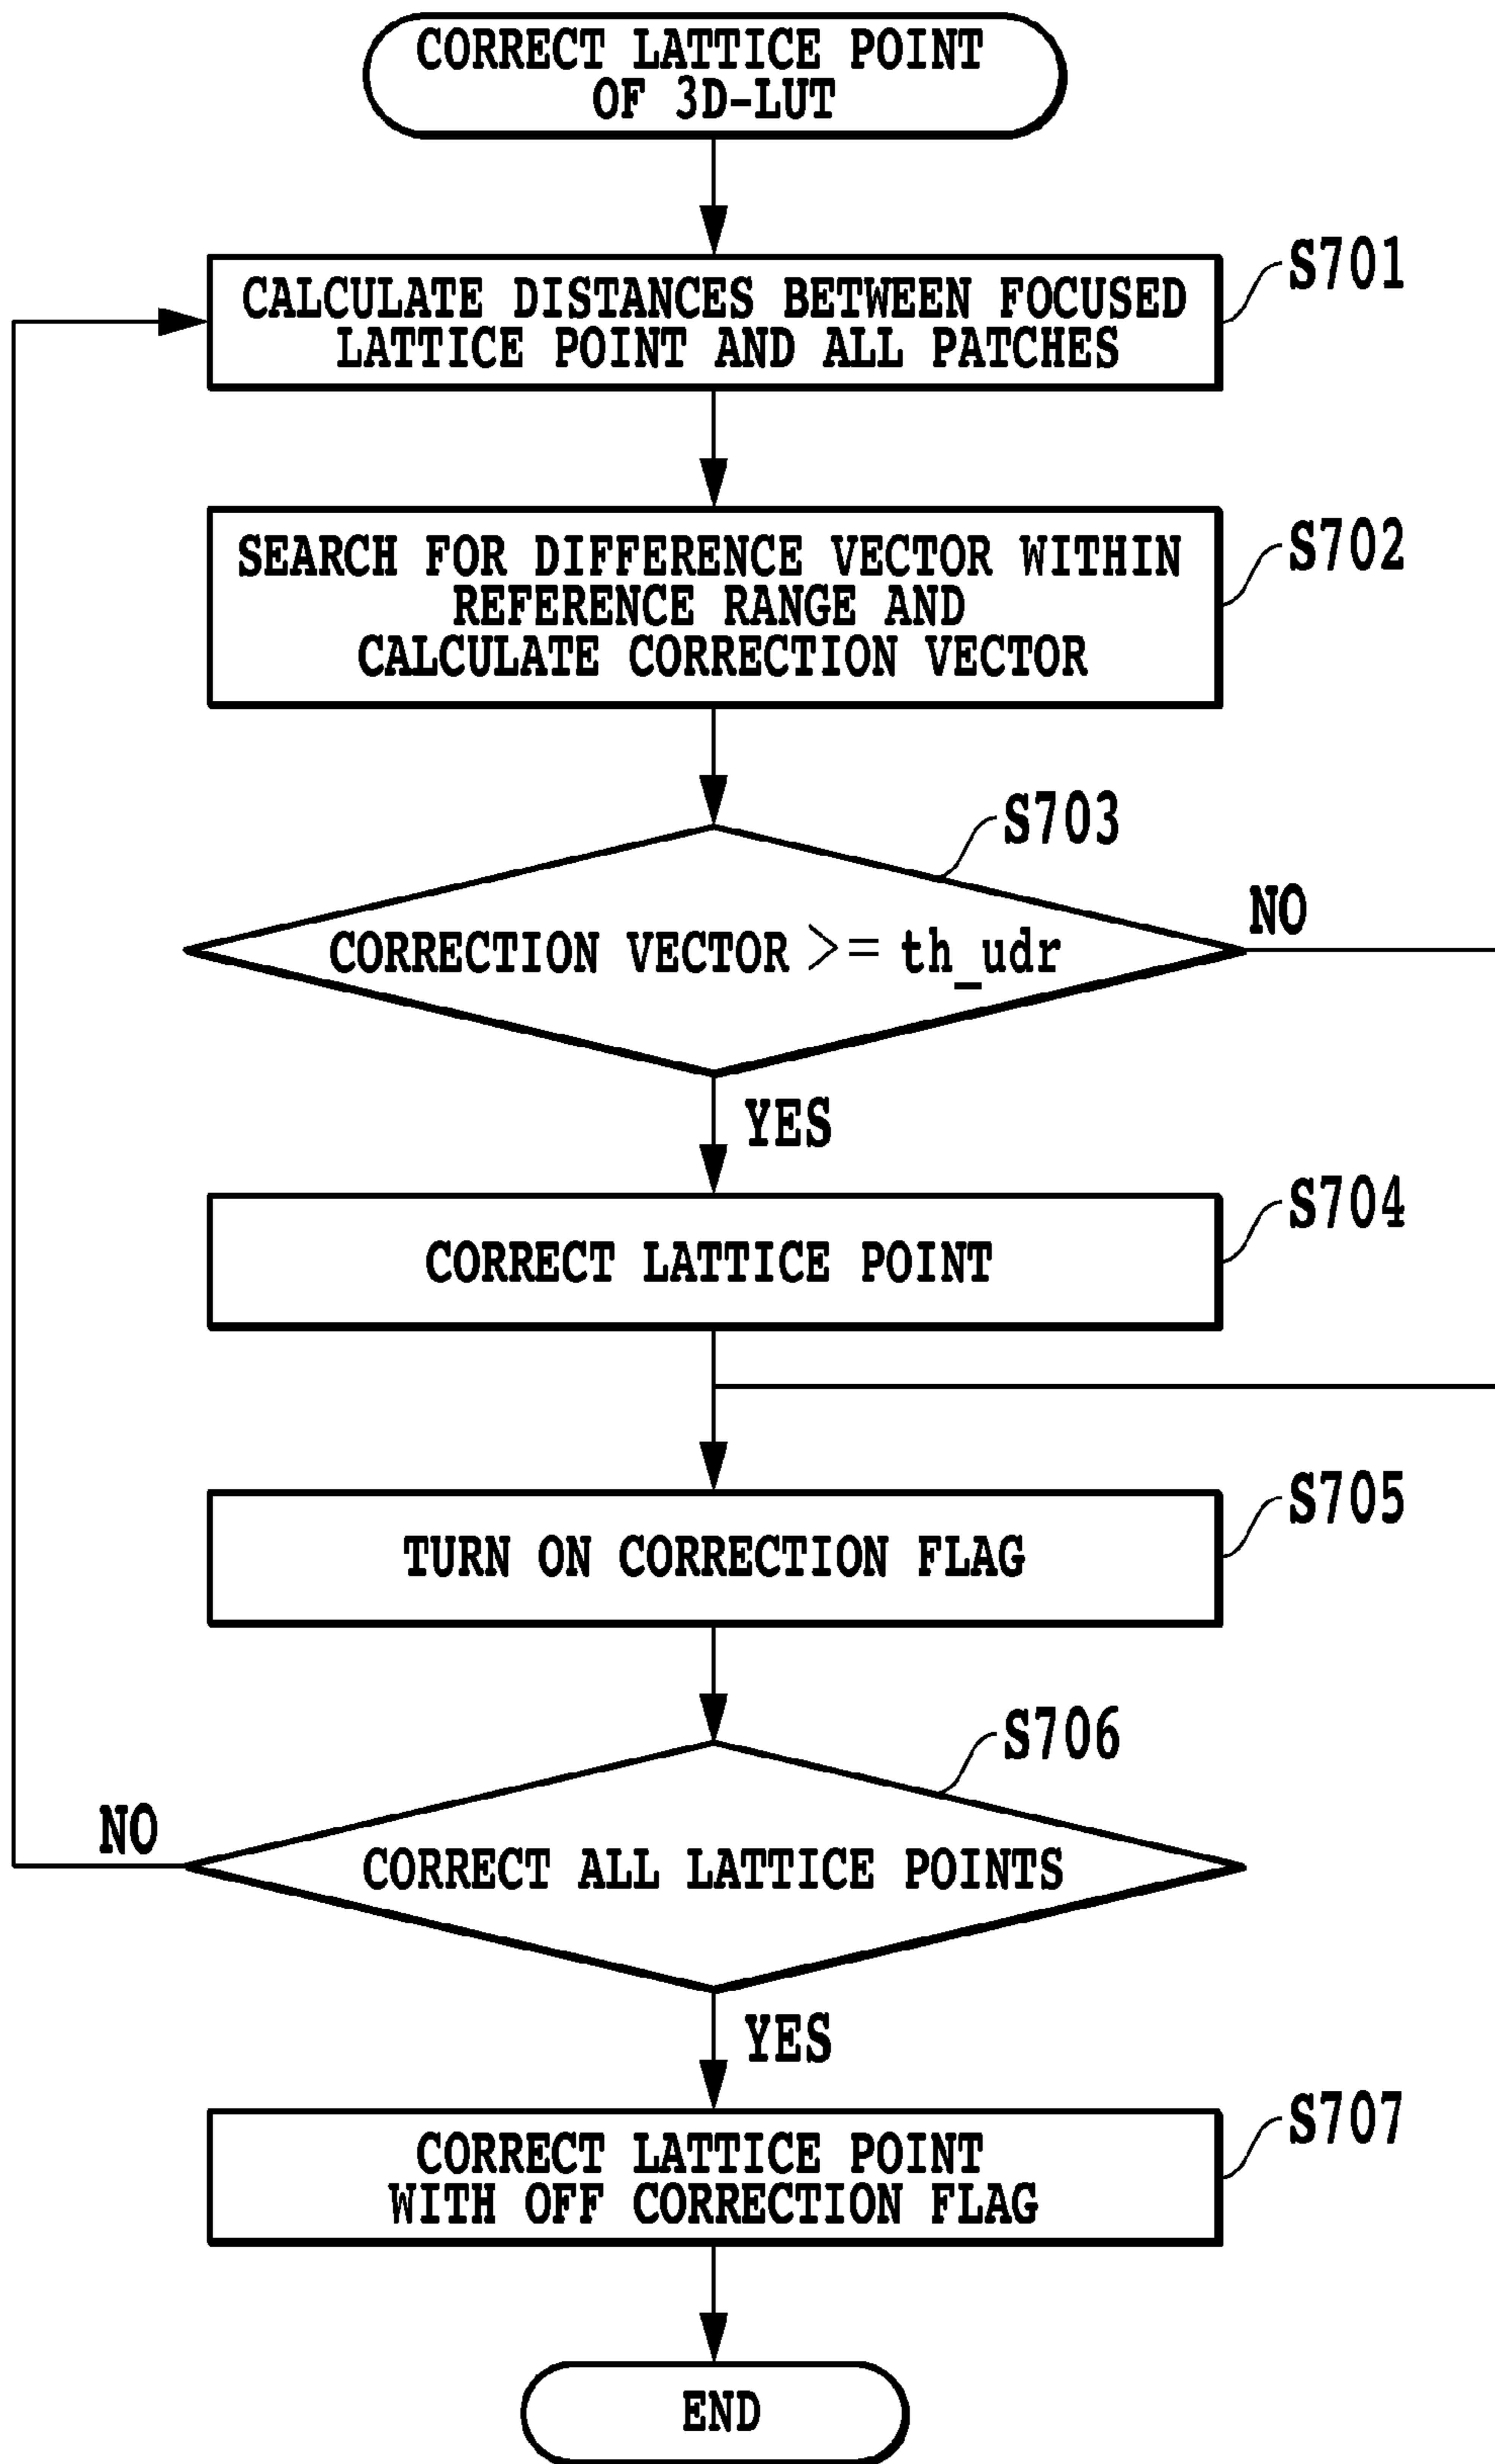 CORRECT LATTICE POINT
OF 3D-LUT
S701
CALCULATE DISTANCES BETWEEN FOCUSED
LATTICE POINT AND ALL PATCHES
S702
SEARCH FOR DIFFERENCE VECTOR WITHIN
REFERENCE RANGE AND
CALCULATE CORRECTION VECTOR
S703
NO
CORRECTION VECTOR >= th_udr
YES
S704
CORRECT LATTICE POINT
S705
TURN ON CORRECTION FLAG
S706
NO
CORRECT ALL LATTICE POINTS
YES
S707
CORRECT LATTICE POINT
WITH OFF CORRECTION FLAG
END